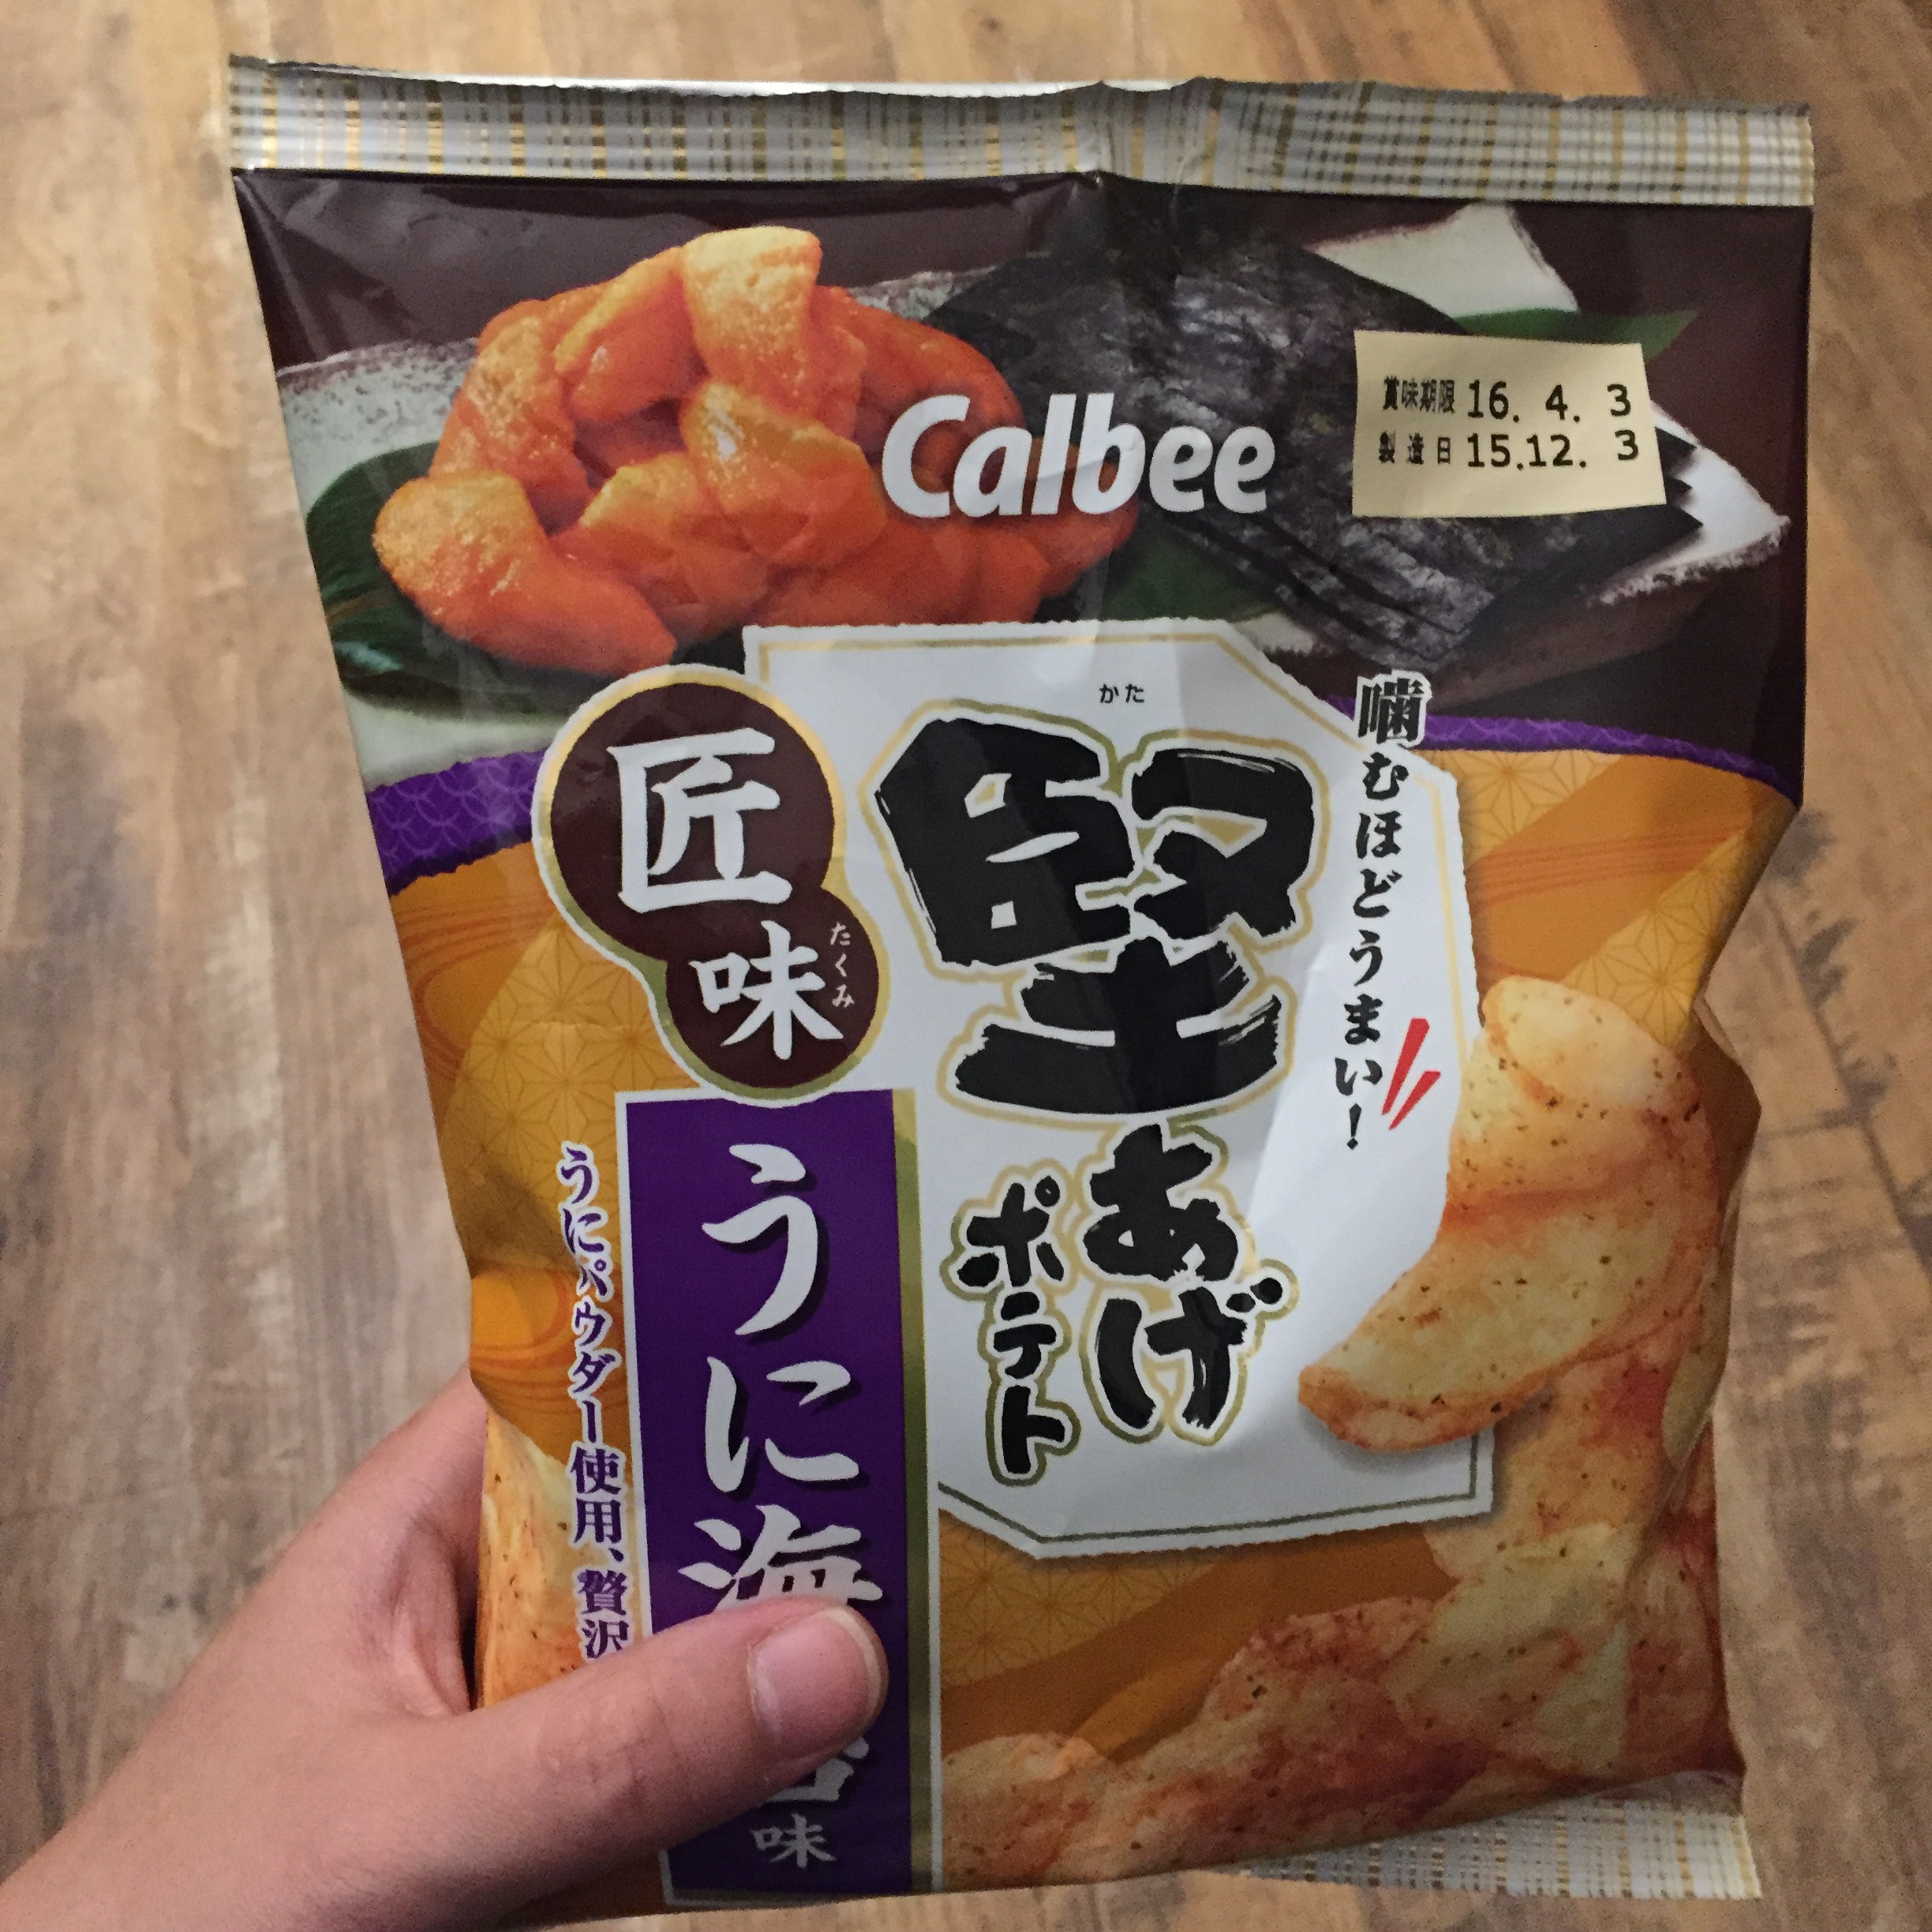 Calbee
賞味期限 16. 4. 3
製造日 15.12. 3
噛むほどうまい!
かた
堅あげ
ポテト
匠味
たくみ
うに海
味
うにパウダー使用、贅沢